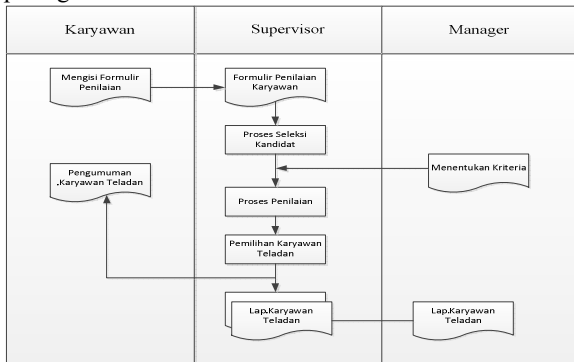 Karyawan
Supervisor
Manager
Mengisi Formulir
Penilaian
Formulir Penilaian
Karyawan
Proses Seleksi
Kandidat
Pengumuman
.Karyawan Teladan
Menentukan Kriteria
Proses Penilaian
Pemilihan Karyawan
Teladan
Lap.Karyawan
Teladan
Lap.Karyawan
Teladan